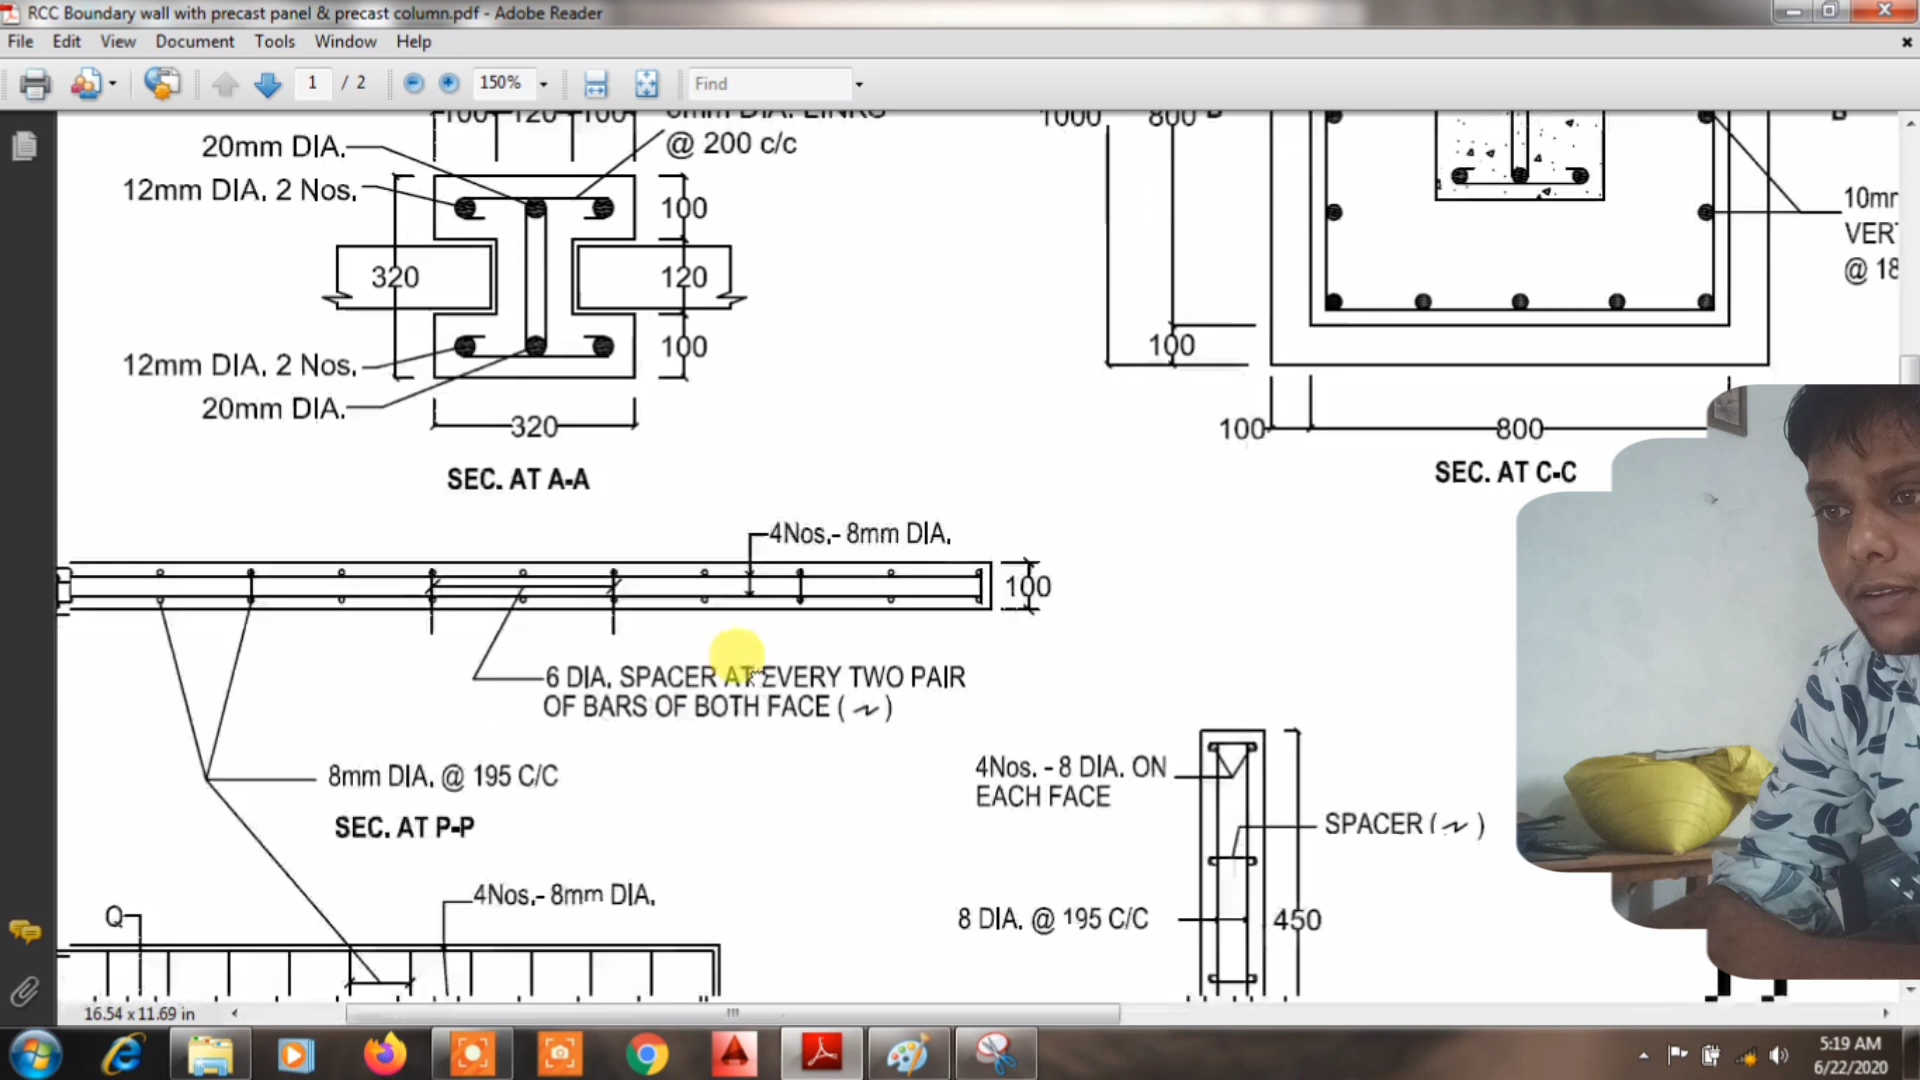 RCC Boundary wall with precast panel & precast column.pdf - Adobe Reader
File Edit View Document Tools Window Help
1 / 2 150% Find
100 120 100
@ 200 c/c
20mm DIA.
12mm DIA. 2 Nos.
100
320
120
12mm DIA. 2 Nos.
100
20mm DIA.
320
SEC. AT A-A
1000 800
10mm
@ 18
100
100 800
SEC. AT C-C
4Nos.- 8mm DIA.
100
6 DIA. SPACER AT EVERY TWO PAIR
OF BARS OF BOTH FACE ( )
8mm DIA. @ 195 C/C
SEC. AT P-P
4Nos. - 8 DIA. ON
EACH FACE
SPACER ( )
4Nos.- 8mm DIA.
Q
8 DIA. @ 195 C/C
450
16.54 x 11.69 in
5:19 AM
6/22/2020